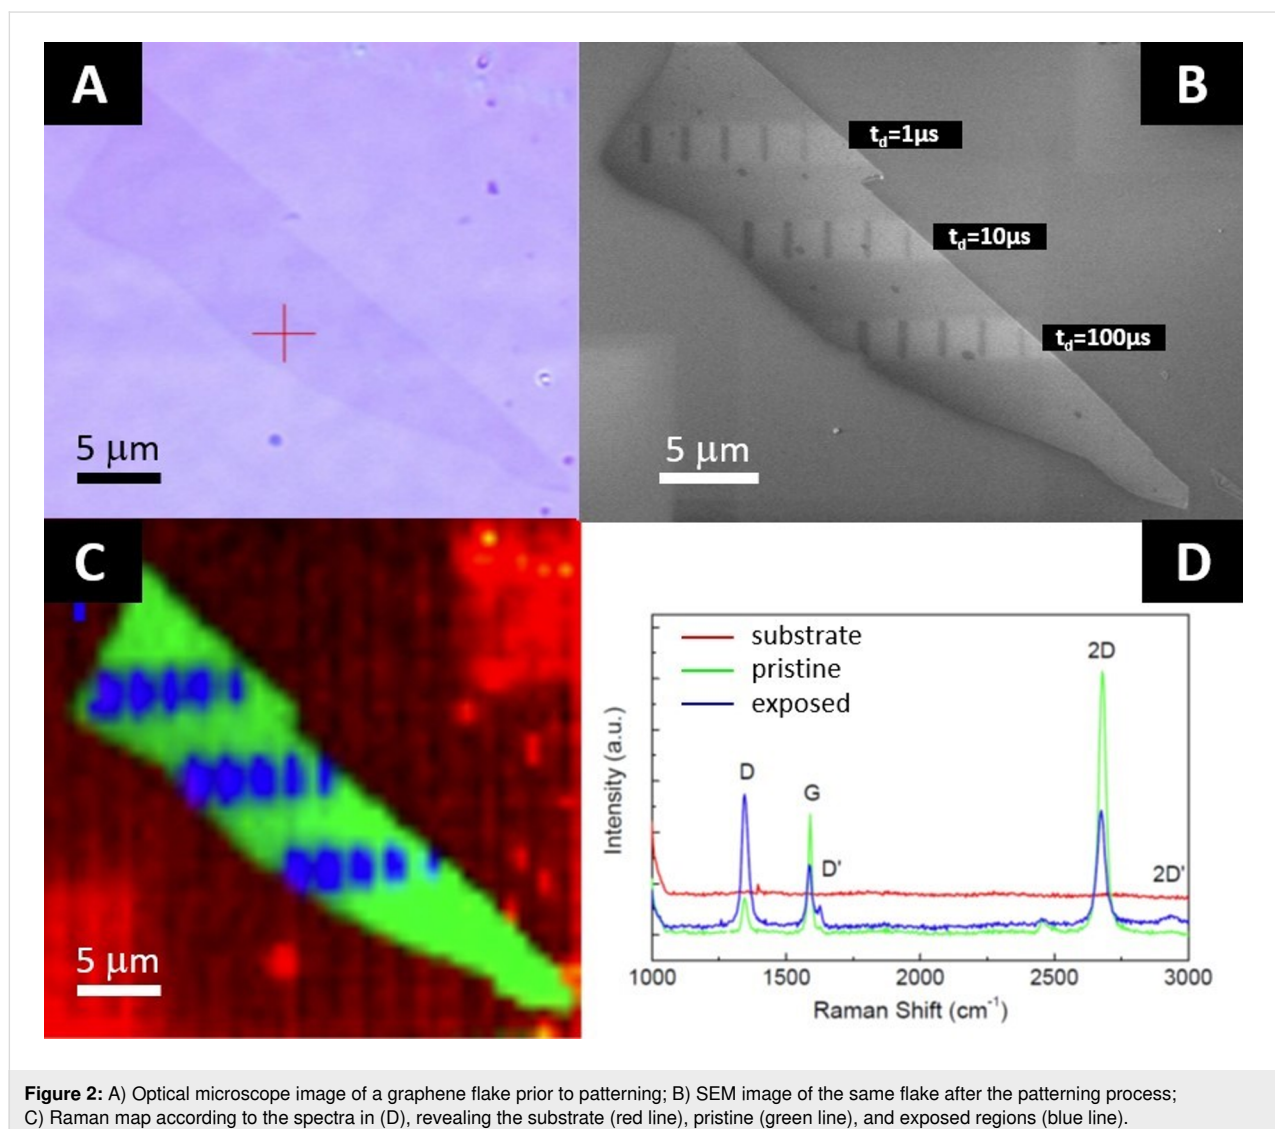 A
B
t_d=1µs
t_d=10µs
t_d=100µs
5 µm
5 µm
C
D
substrate
pristine
exposed
2D
D
G
D'
2D'
5 µm
Intensity (a.u.)
1000 1500 2000 2500 3000
Raman Shift (cm⁻¹)
Figure 2: A) Optical microscope image of a graphene flake prior to patterning; B) SEM image of the same flake after the patterning process;
C) Raman map according to the spectra in (D), revealing the substrate (red line), pristine (green line), and exposed regions (blue line).